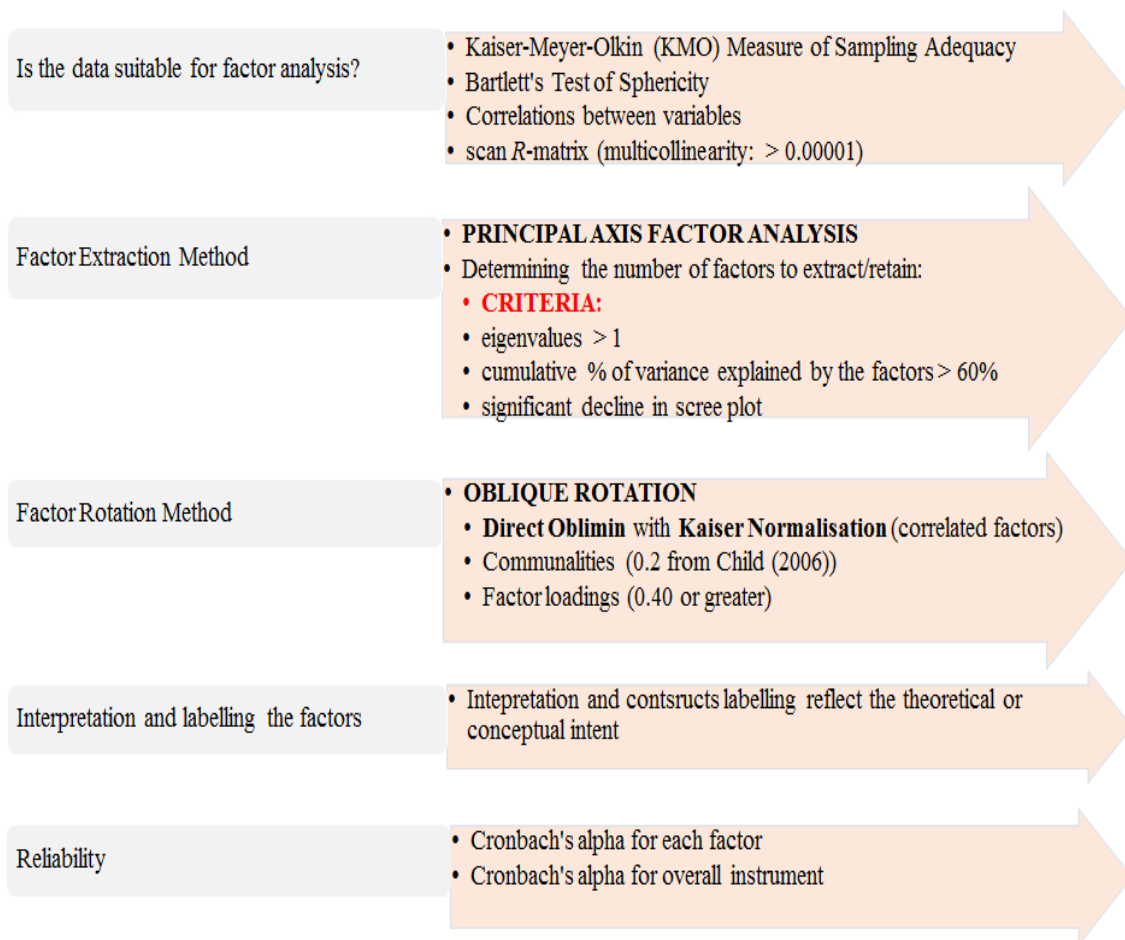 Is the data suitable for factor analysis?
• Kaiser-Meyer-Olkin (KMO) Measure of Sampling Adequacy
• Bartlett's Test of Sphericity
• Correlations between variables
• scan R-matrix (multicollinearity: > 0.00001)
Factor Extraction Method
• PRINCIPAL AXIS FACTOR ANALYSIS
• Determining the number of factors to extract/retain:
• CRITERIA:
• eigenvalues > 1
• cumulative % of variance explained by the factors > 60%
• significant decline in scree plot
Factor Rotation Method
• OBLIQUE ROTATION
• Direct Oblimin with Kaiser Normalisation (correlated factors)
• Communalities (0.2 from Child (2006))
• Factor loadings (0.40 or greater)
Interpretation and labelling the factors
• Intepretation and contsructs labelling reflect the theoretical or
conceptual intent
Reliability
• Cronbach's alpha for each factor
• Cronbach's alpha for overall instrument